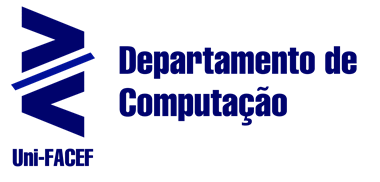 Departamento de
Computação
Uni-FACEF